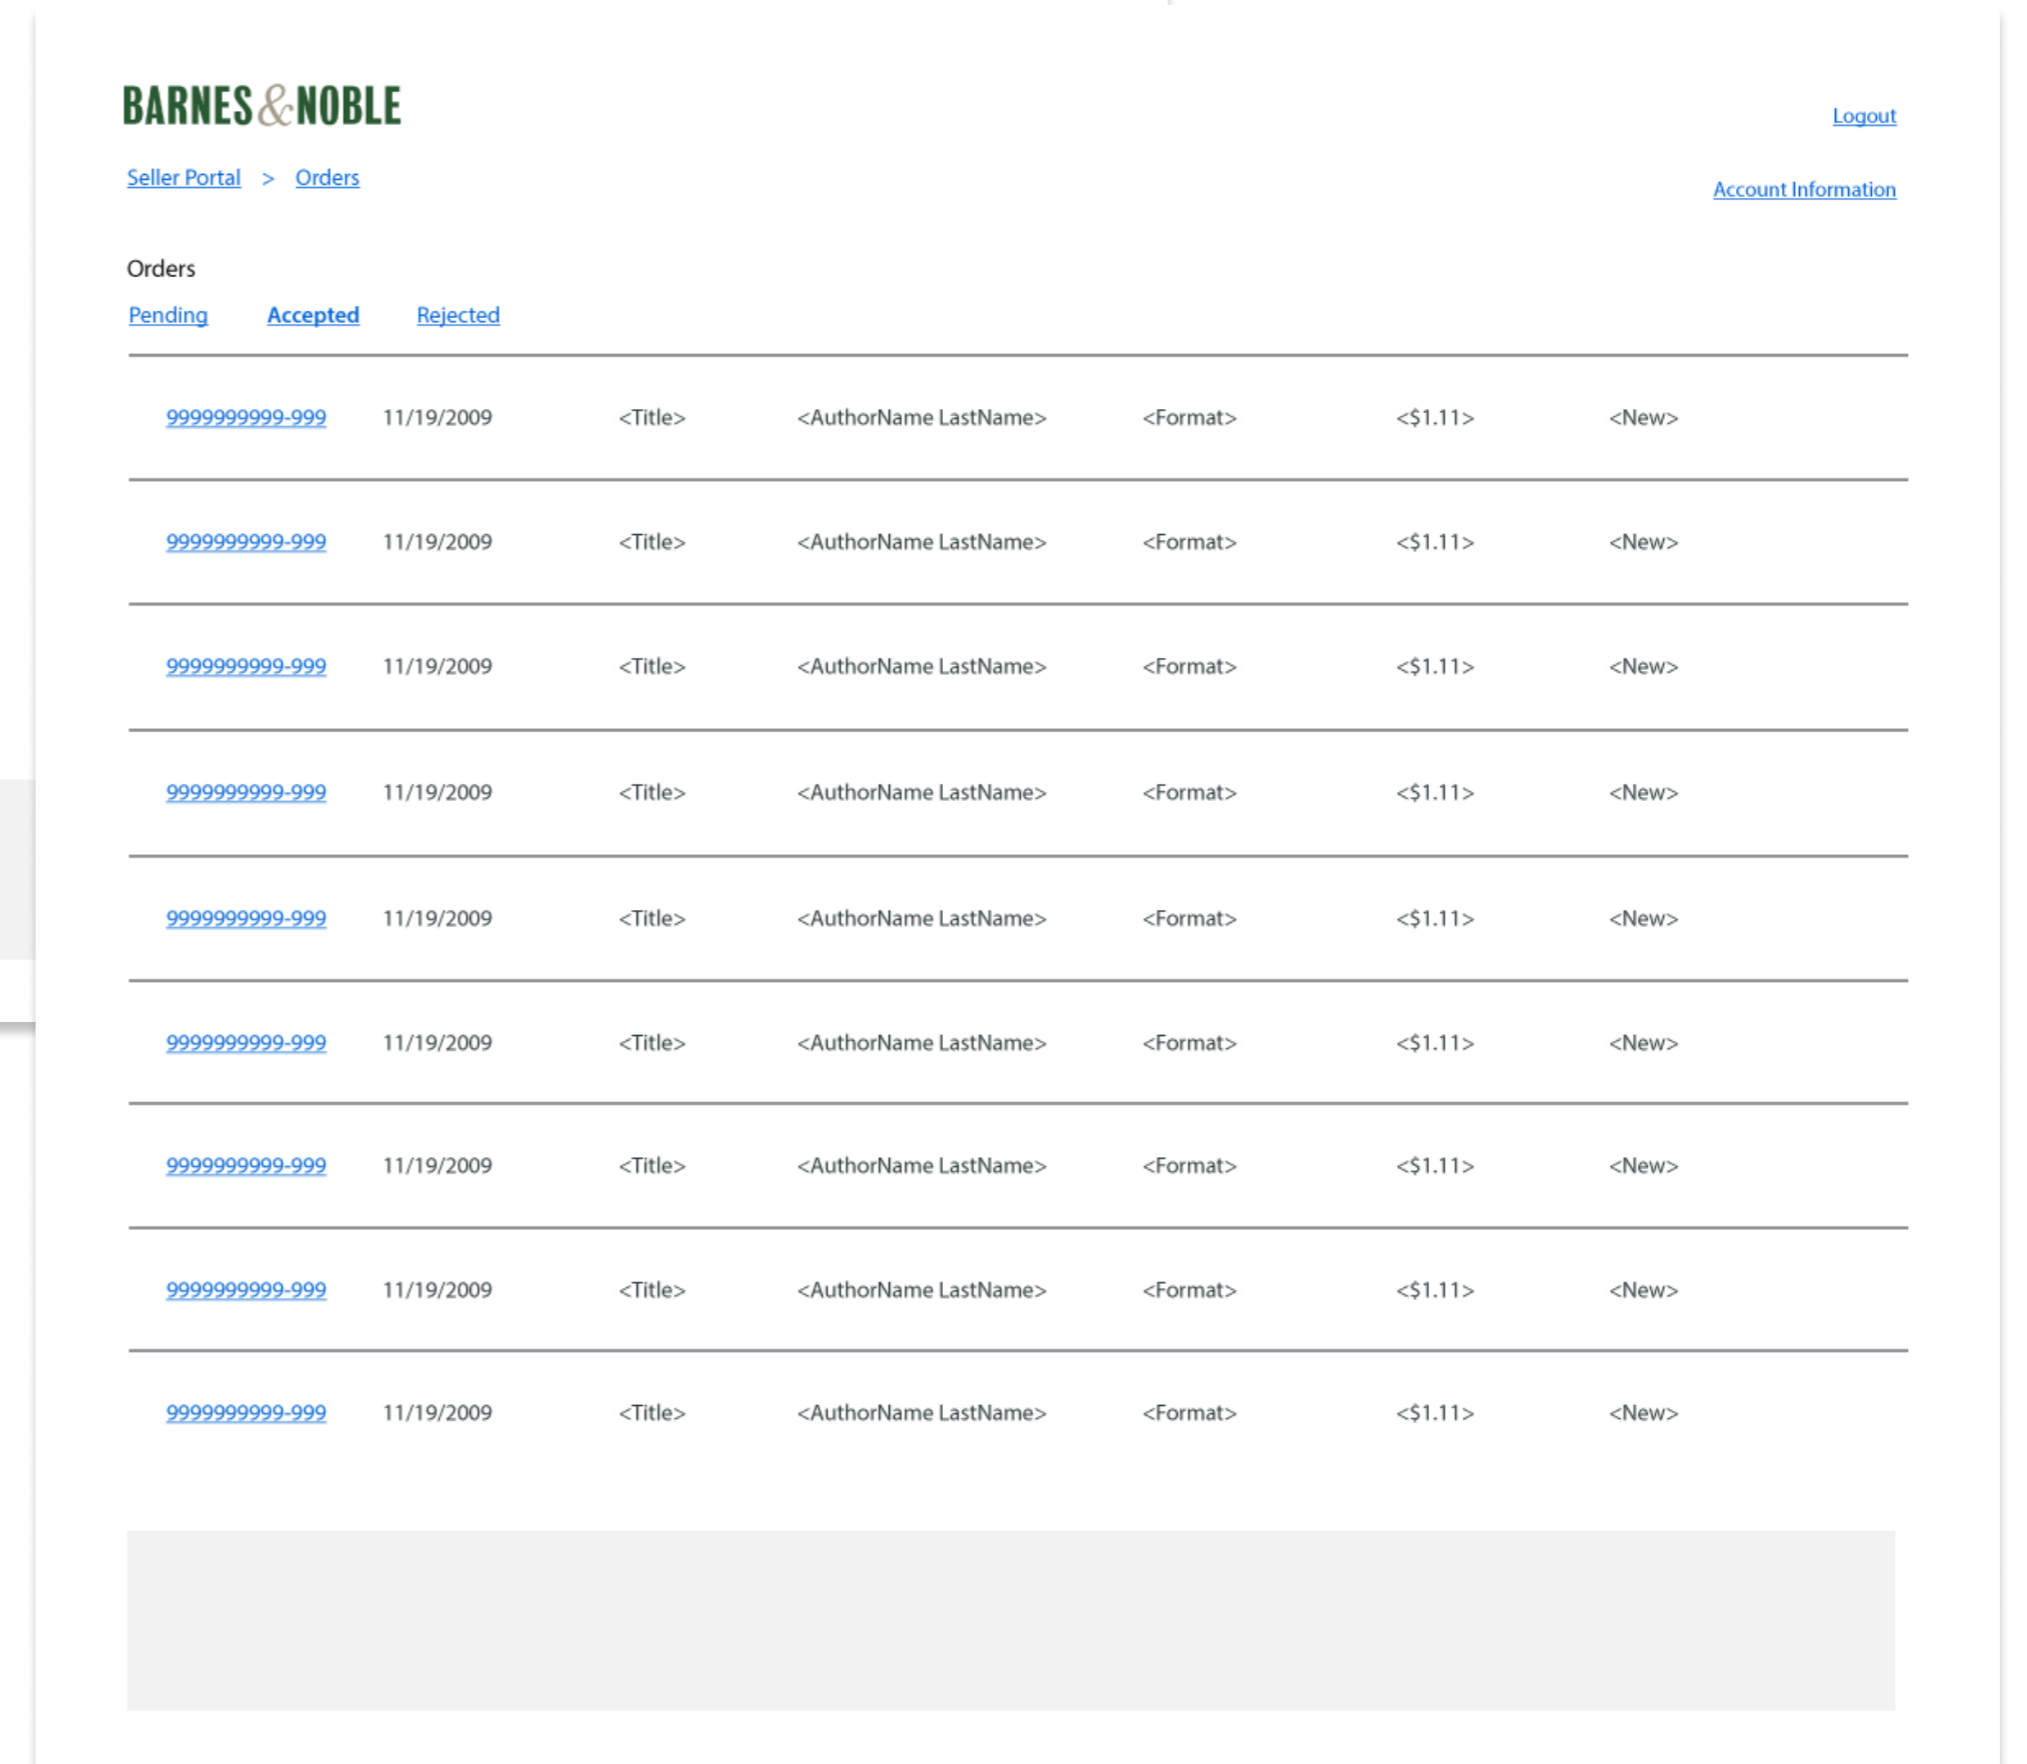 BARNES&NOBLE
Logout
Seller Portal > Orders
Account Information
Orders
Pending Accepted Rejected
9999999999-999 11/19/2009 <Title> <AuthorName LastName> <Format> <$1.11> <New>
9999999999-999 11/19/2009 <Title> <AuthorName LastName> <Format> <$1.11> <New>
9999999999-999 11/19/2009 <Title> <AuthorName LastName> <Format> <$1.11> <New>
9999999999-999 11/19/2009 <Title> <AuthorName LastName> <Format> <$1.11> <New>
9999999999-999 11/19/2009 <Title> <AuthorName LastName> <Format> <$1.11> <New>
9999999999-999 11/19/2009 <Title> <AuthorName LastName> <Format> <$1.11> <New>
9999999999-999 11/19/2009 <Title> <AuthorName LastName> <Format> <$1.11> <New>
9999999999-999 11/19/2009 <Title> <AuthorName LastName> <Format> <$1.11> <New>
9999999999-999 11/19/2009 <Title> <AuthorName LastName> <Format> <$1.11> <New>